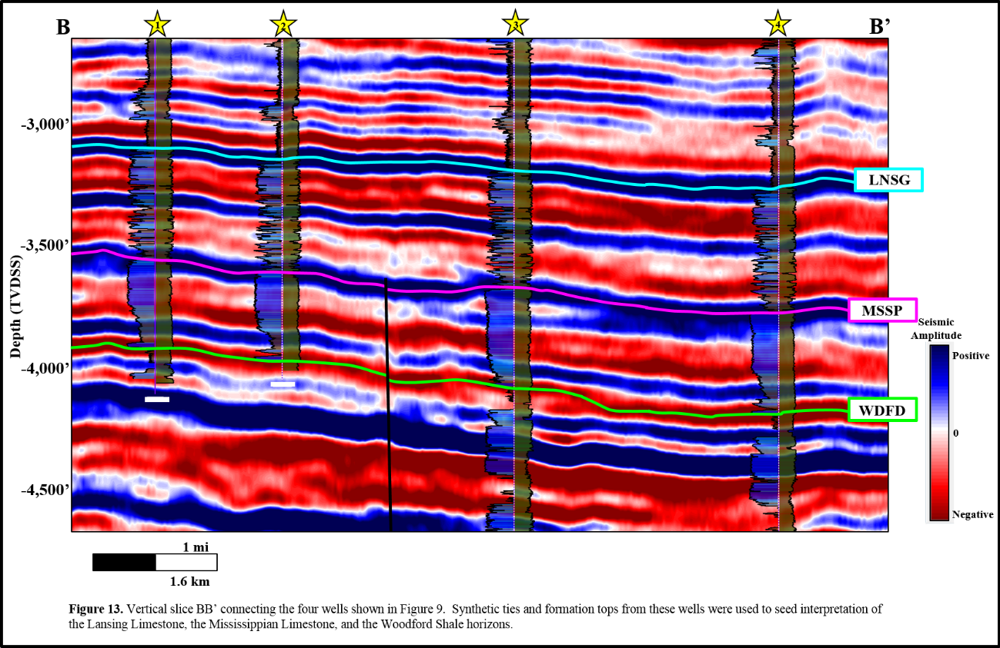 B
1
2
3
4
B’
-3,000’
-3,500’
-4,000’
-4,500’
Depth (TVDSS)
LNSG
MSSP
WDFD
Seismic
Amplitude
Positive
0
Negative
1 mi
1.6 km
Figure 13. Vertical slice BB’ connecting the four wells shown in Figure 9. Synthetic ties and formation tops from these wells were used to seed interpretation of
the Lansing Limestone, the Mississippian Limestone, and the Woodford Shale horizons.